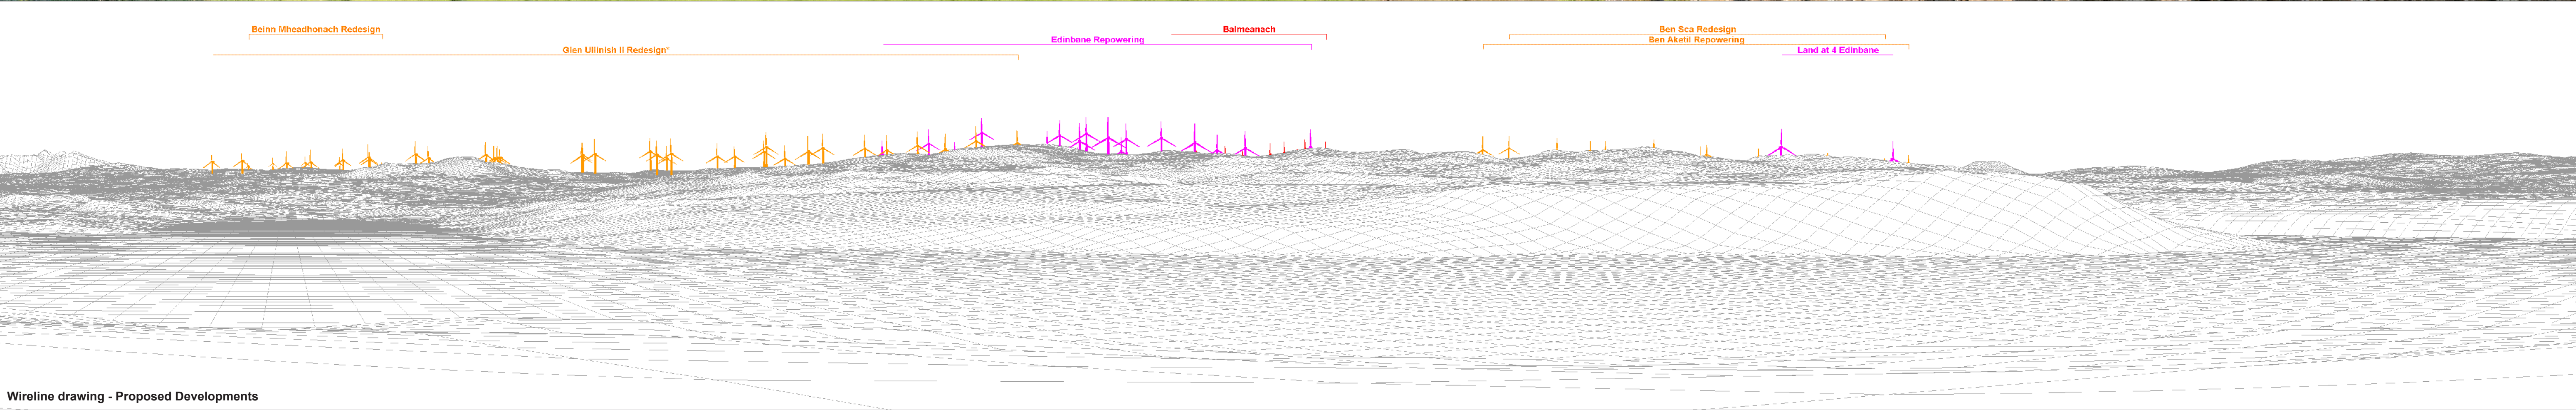 Beinn Mheadhonach Redesign
Glen Ullinish II Redesign*
Edinbane Repowering
Balmeanach
Ben Sca Redesign
Ben Aketil Repowering
Land at 4 Edinbane
Wireline drawing - Proposed Developments